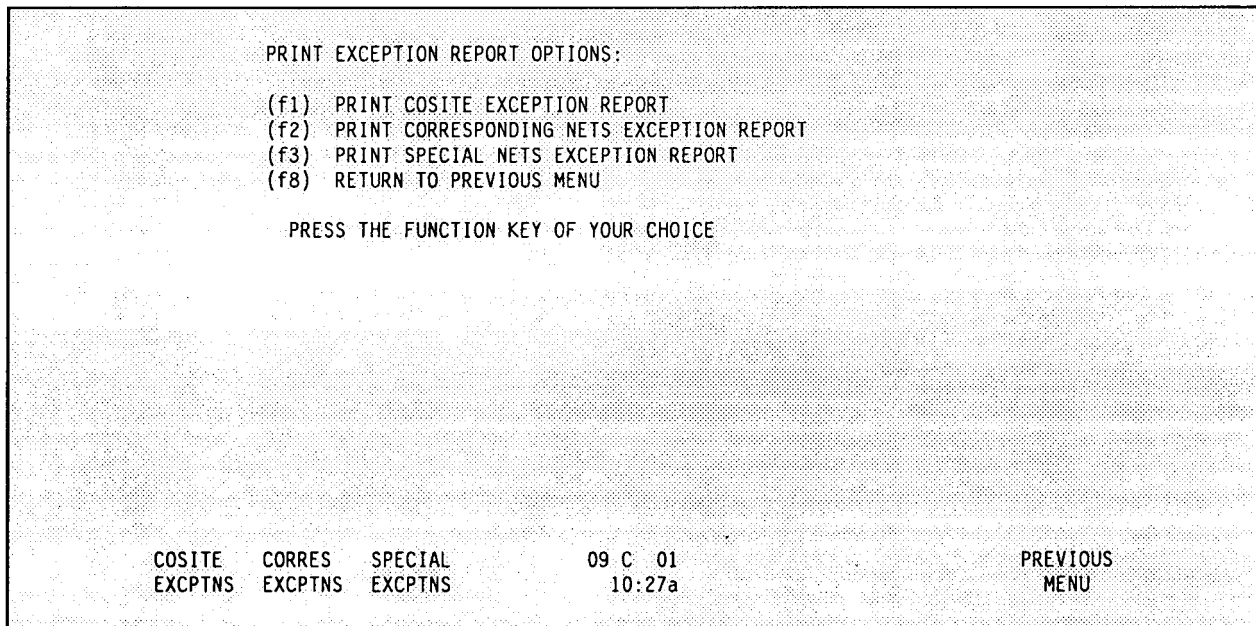 PRINT EXCEPTION REPORT OPTIONS:
(f1) PRINT COSITE EXCEPTION REPORT
(f2) PRINT CORRESPONDING NETS EXCEPTION REPORT
(f3) PRINT SPECIAL NETS EXCEPTION REPORT
(f8) RETURN TO PREVIOUS MENU
PRESS THE FUNCTION KEY OF YOUR CHOICE
COSITE CORRES SPECIAL 09 C 01 PREVIOUS
EXCPTNS EXCPTNS EXCPTNS 10:27a MENU